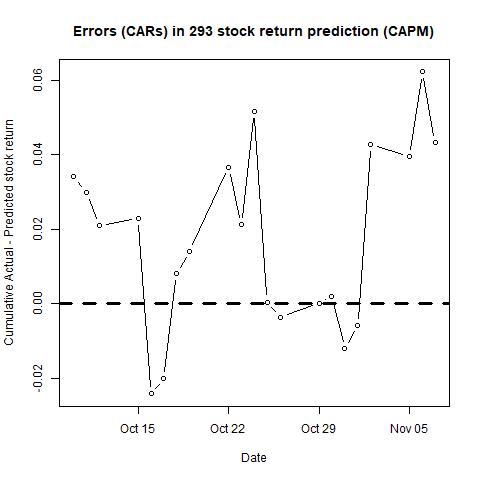 Errors (CARs) in 293 stock return prediction (CAPM)
Cumulative Actual - Predicted stock return
0.06
0.04
0.02
0.00
-0.02
Oct 15 Oct 22 Oct 29 Nov 05
Date